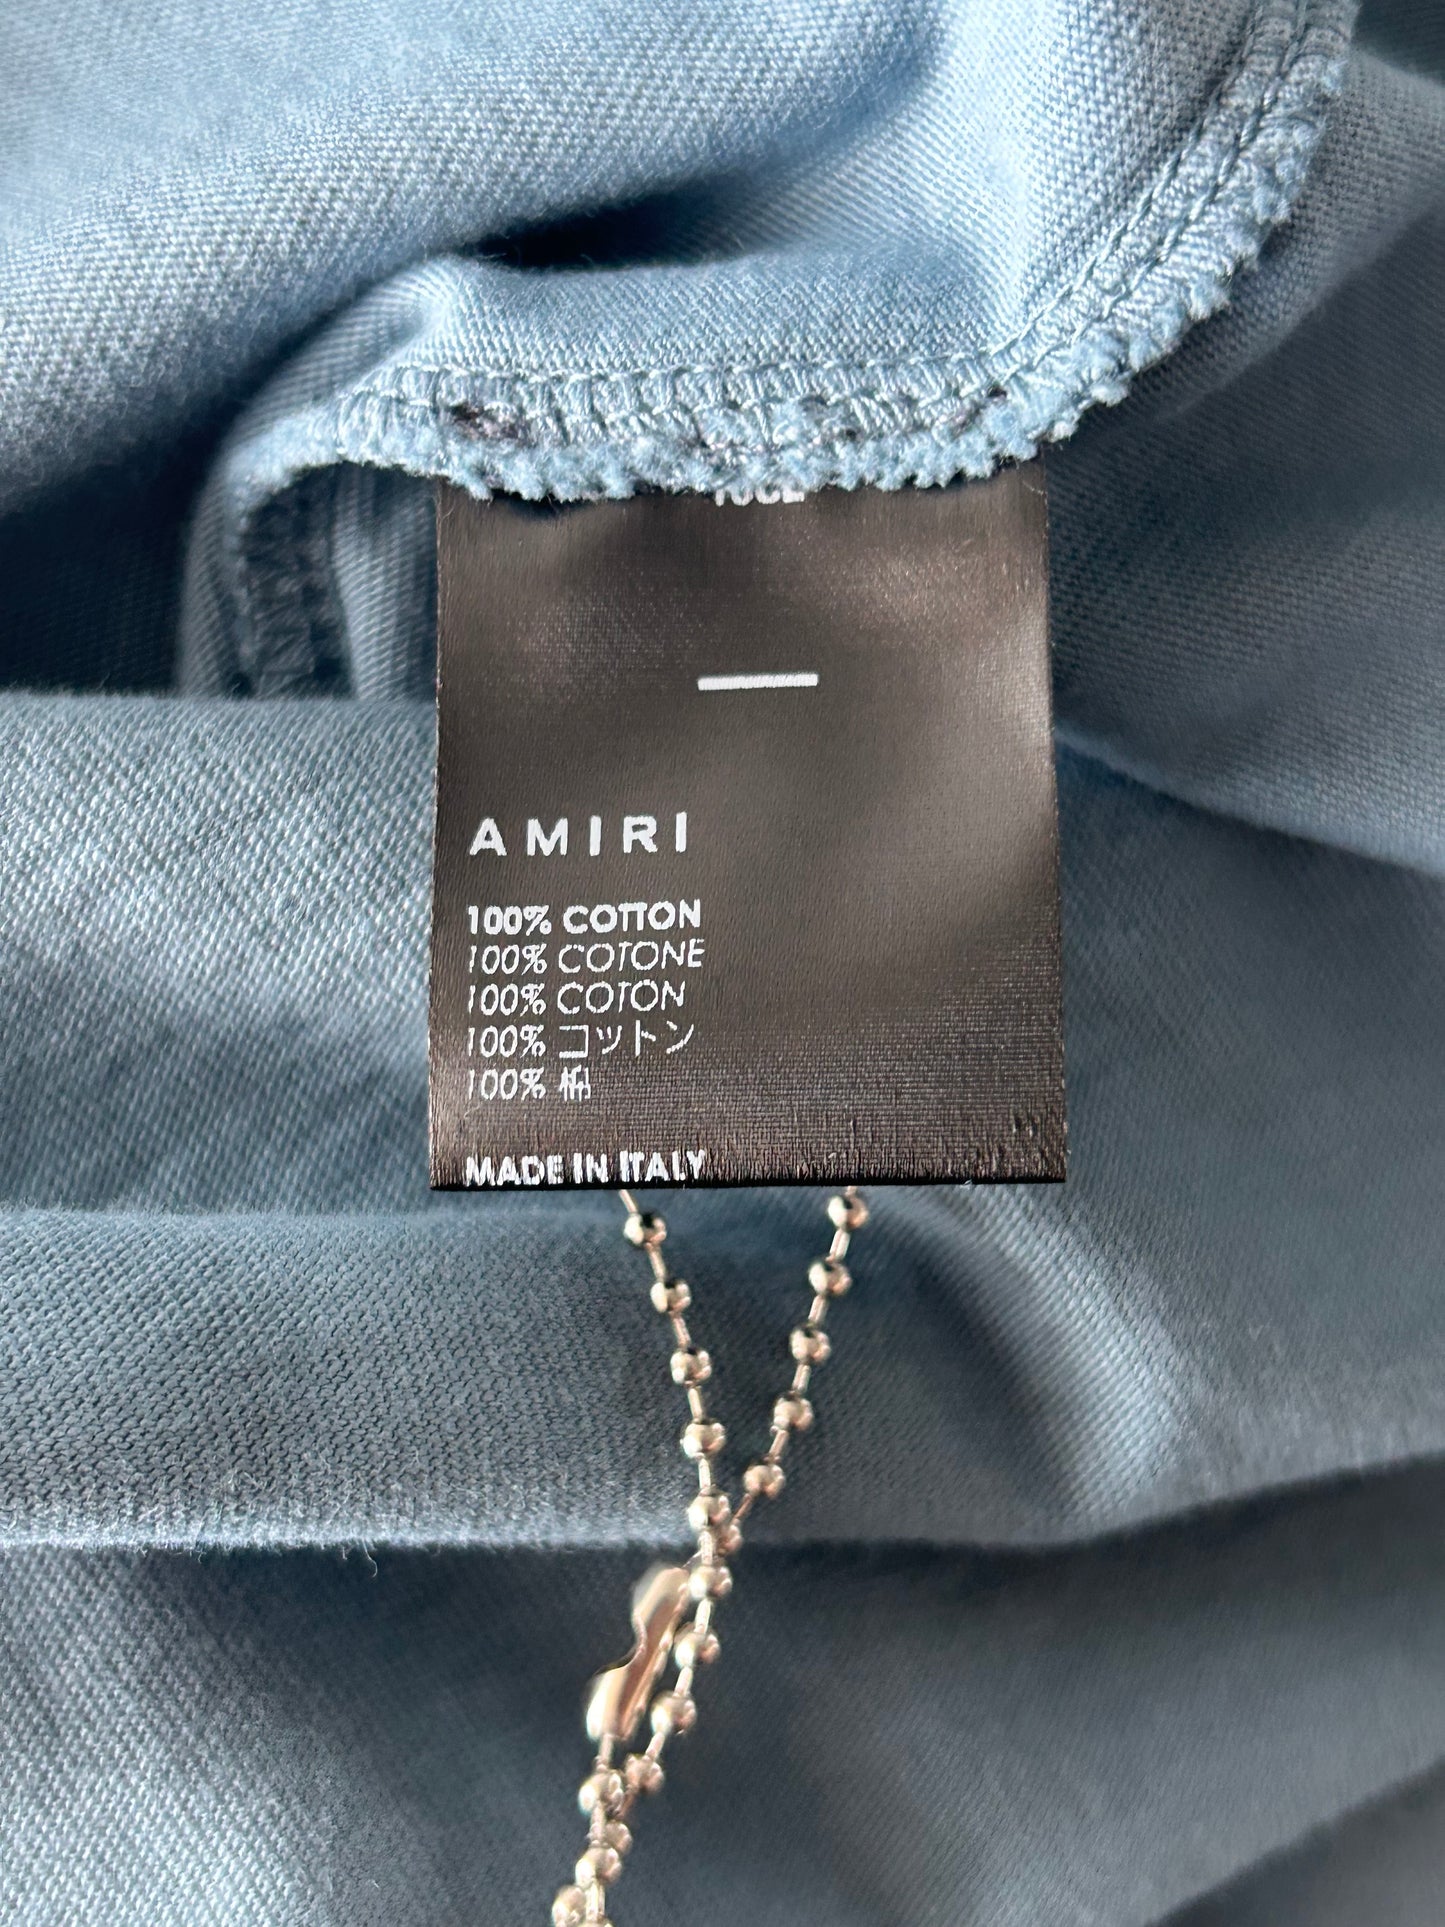 AMIRI
100% COTTON
100% COTONE
100% COTON
100% コットン
100% 棉
MADE IN ITALY